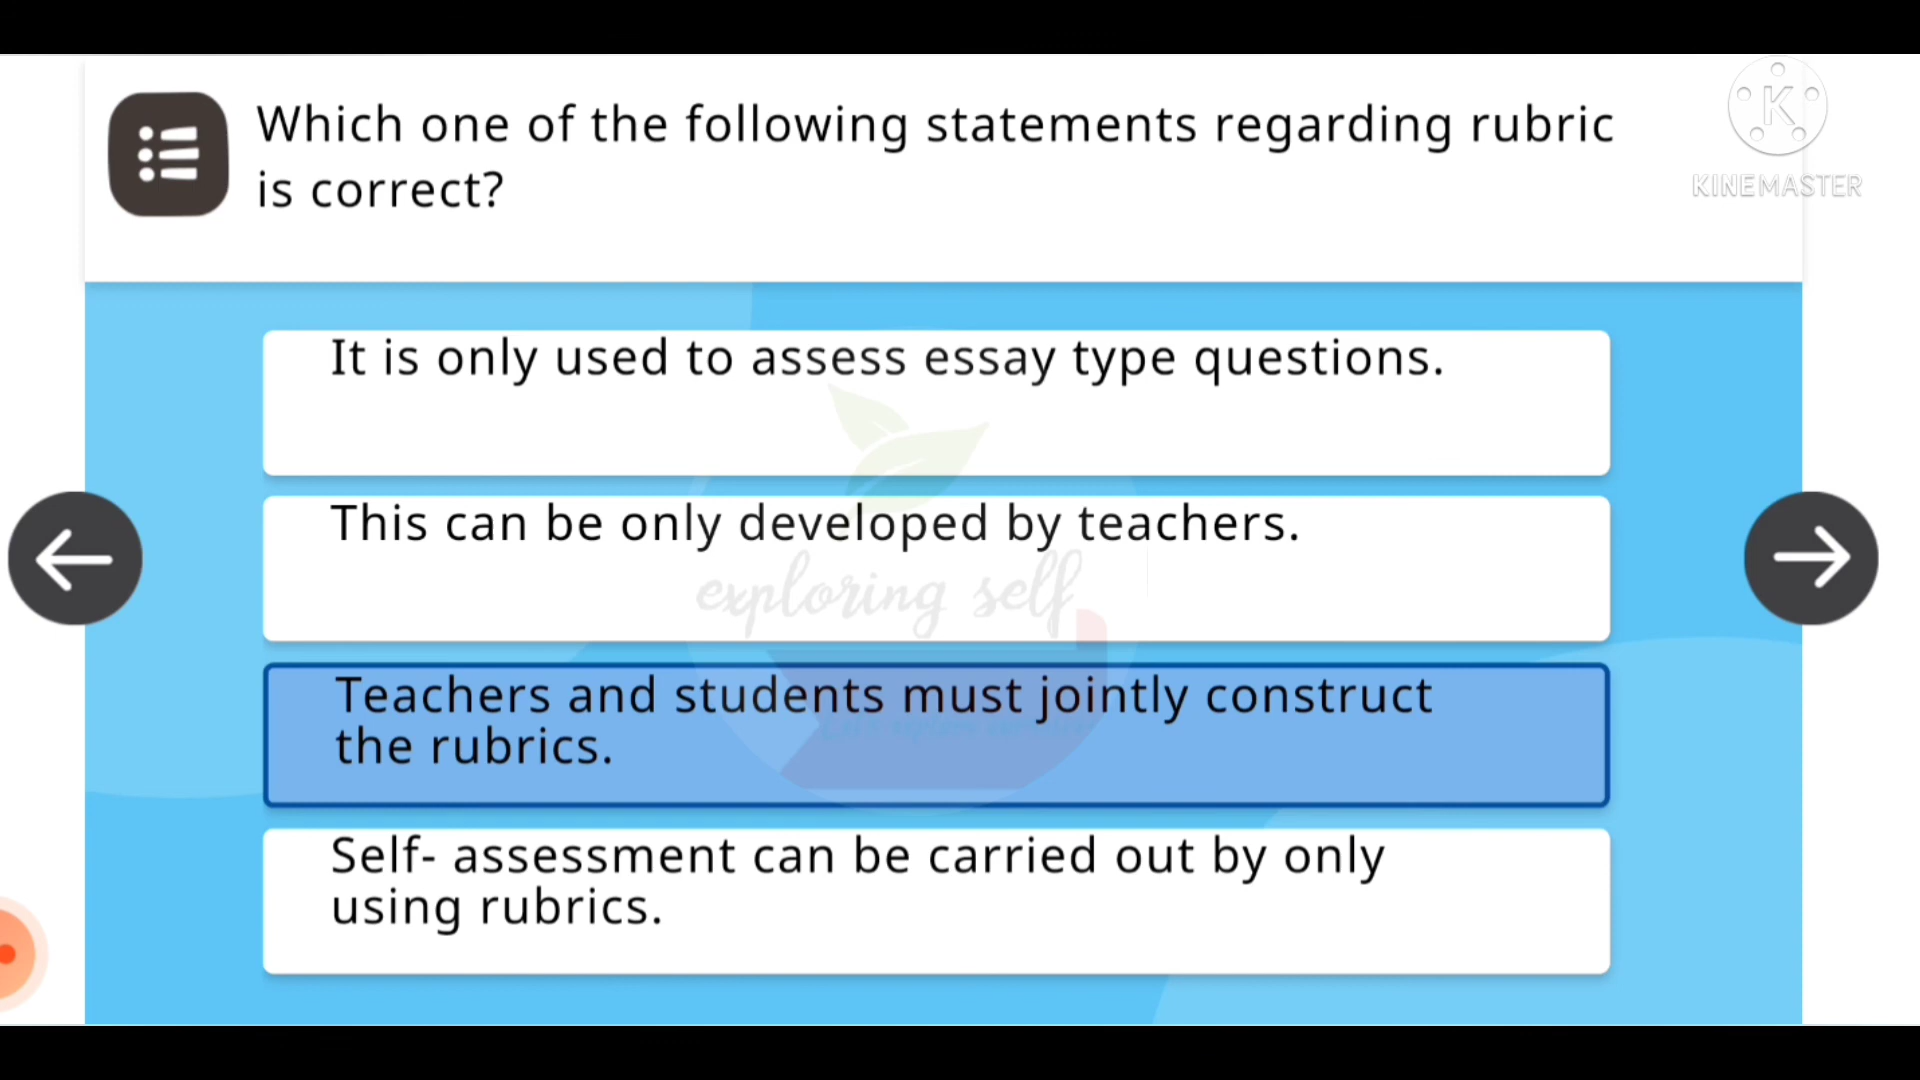 Which one of the following statements regarding rubric
is correct?
K
KINEMASTER
It is only used to assess essay type questions.
This can be only developed by teachers.
exploring self
Teachers and students must jointly construct
the rubrics.
Self- assessment can be carried out by only
using rubrics.